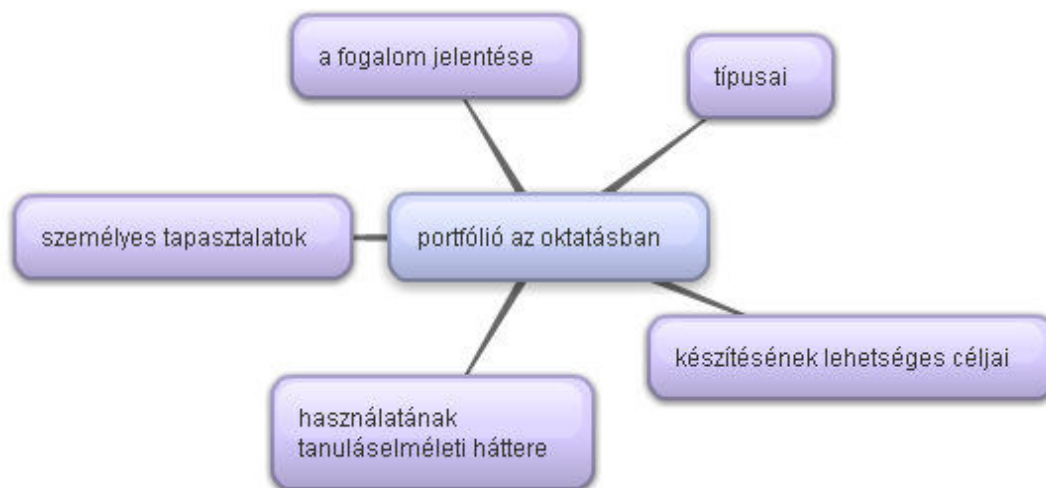 a fogalom jelentése
típusai
személyes tapasztalatok
portfólió az oktatásban
készítésének lehetséges céljai
használatának
tanuláselméleti háttere